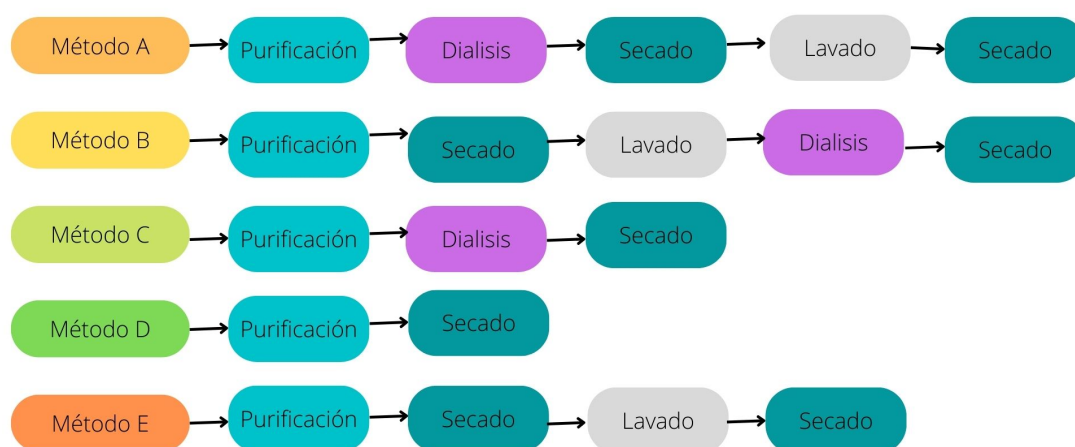 Método A
Purificación
Dialisis
Secado
Lavado
Secado
Método B
Purificación
Secado
Lavado
Dialisis
Secado
Método C
Purificación
Dialisis
Secado
Método D
Purificación
Secado
Método E
Purificación
Secado
Lavado
Secado